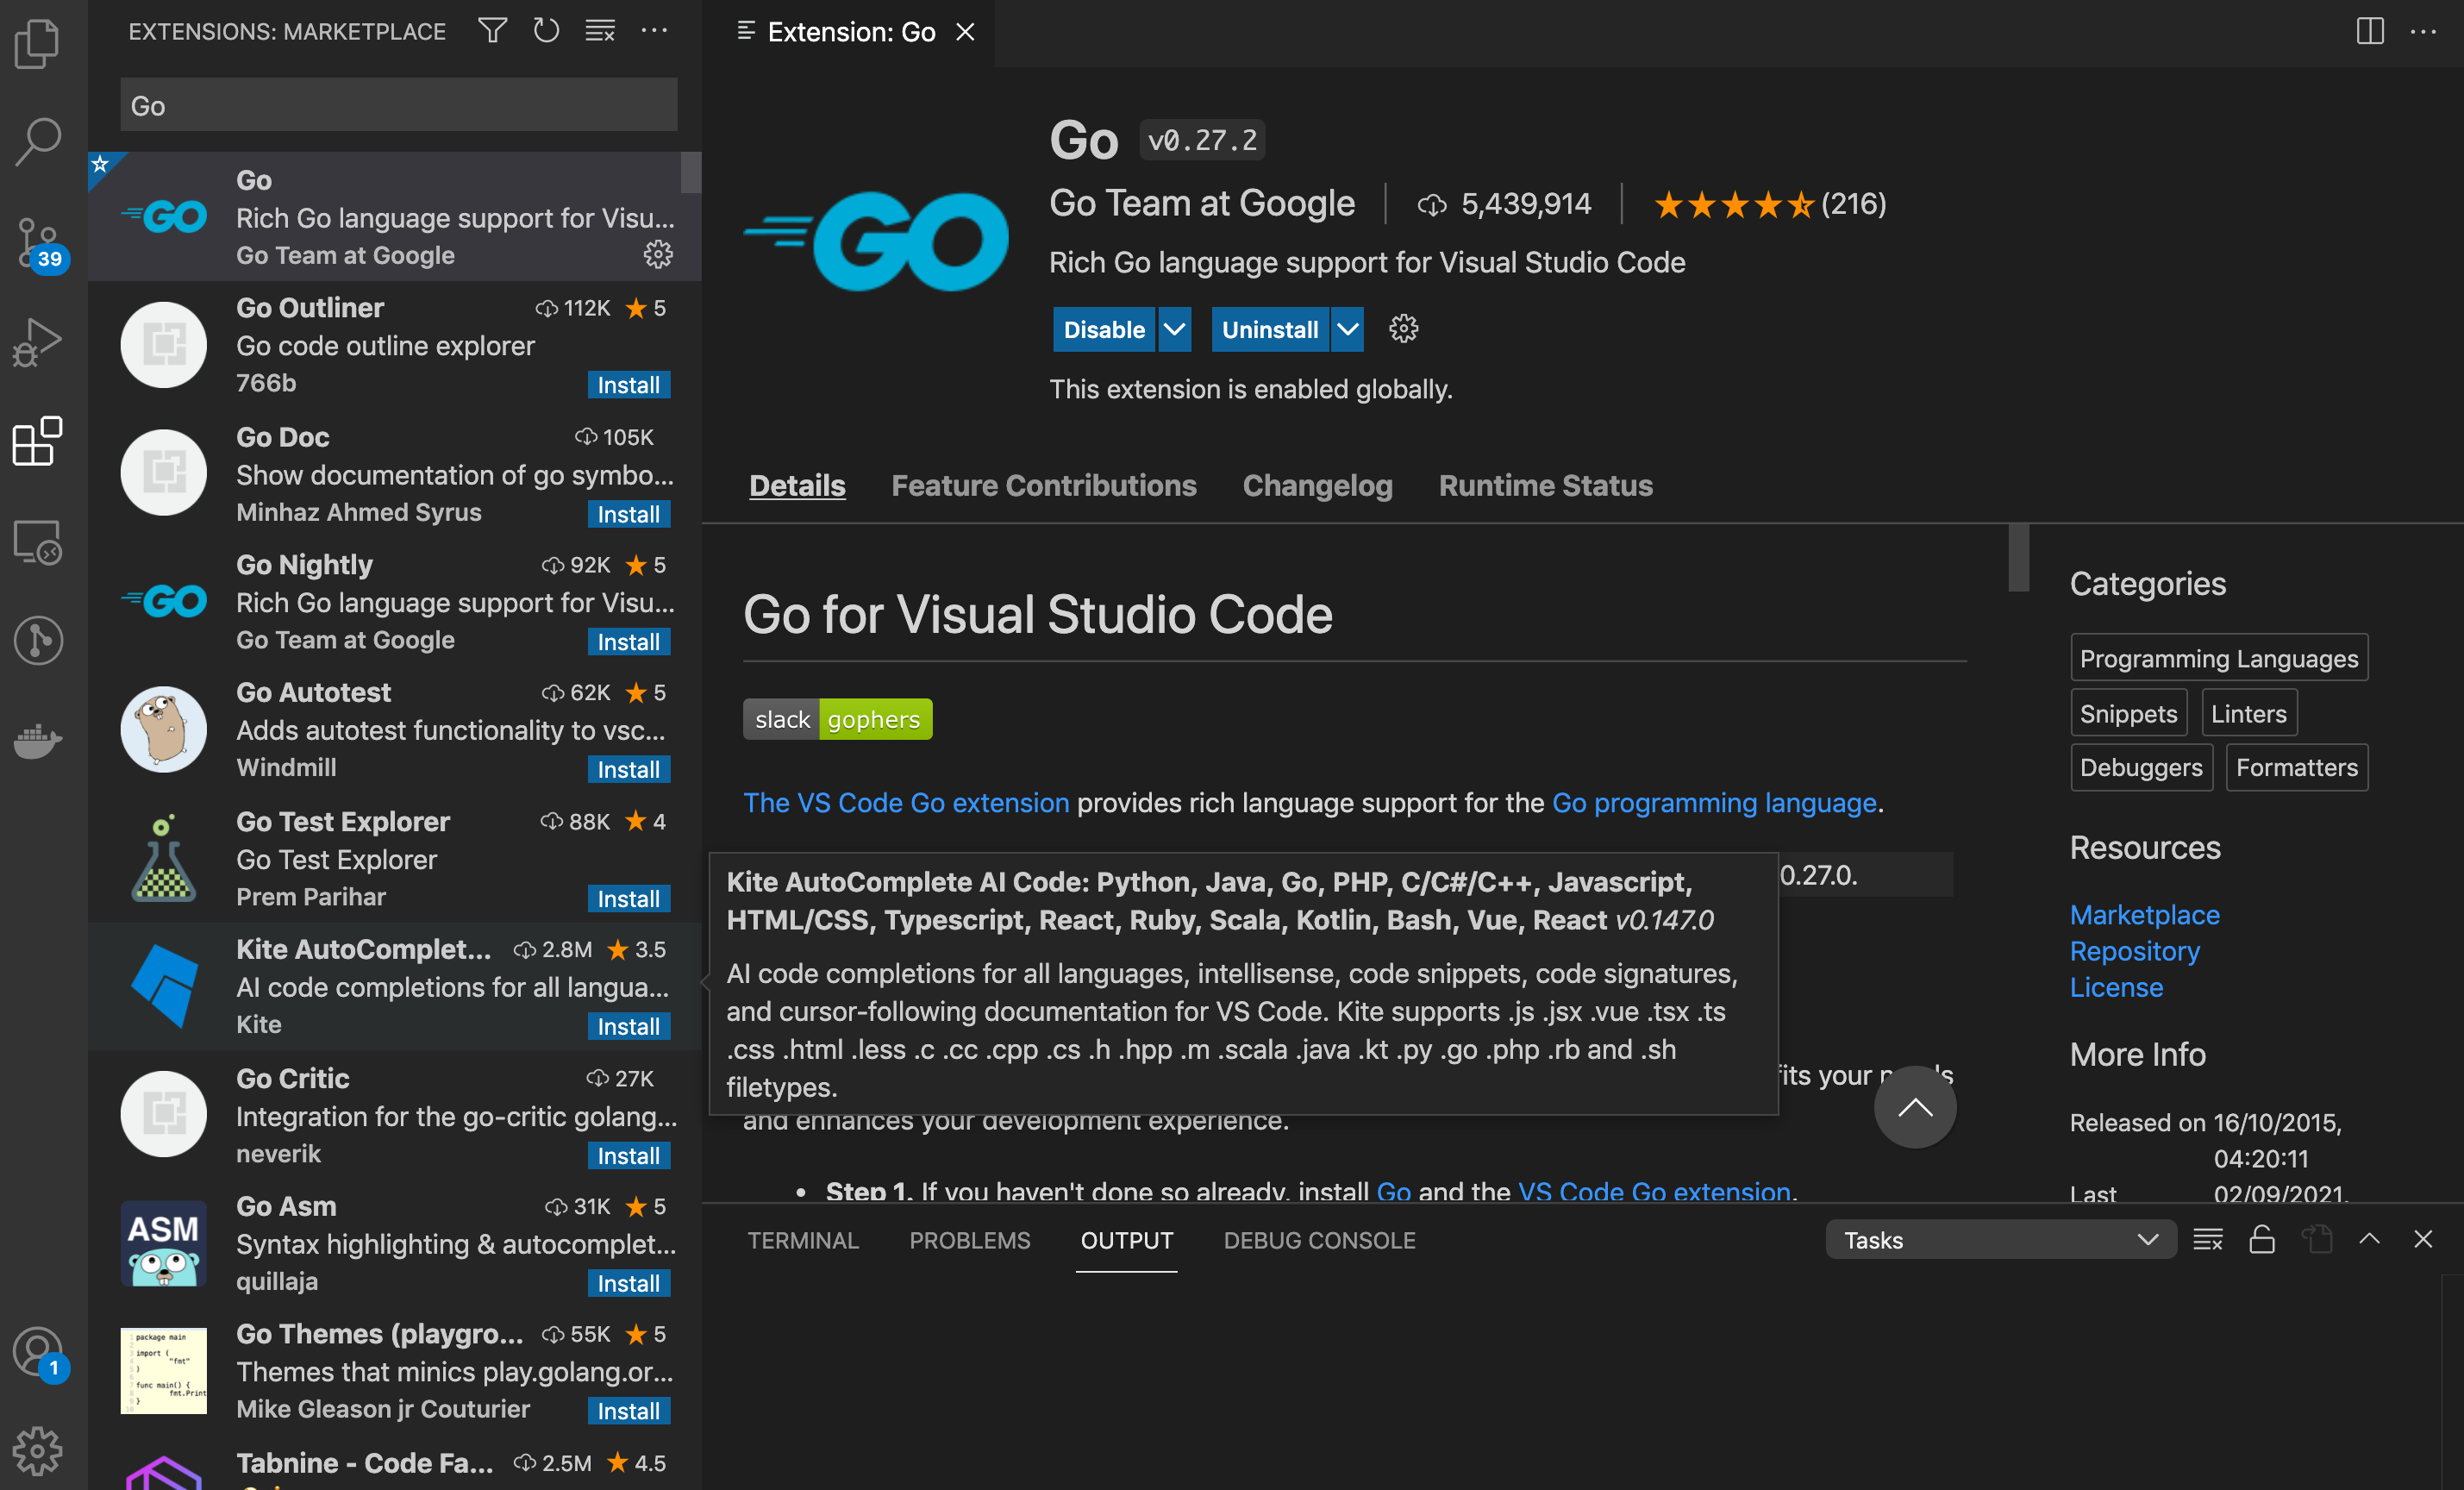 EXTENSIONS: MARKETPLACE
Go
Go
Rich Go language support for Visu...
Go Team at Google
Go Outliner 112K 5
Go code outline explorer
766b Install
Go Doc 105K
Show documentation of go symbo...
Minhaz Ahmed Syrus Install
Go Nightly 92K 5
Rich Go language support for Visu...
Go Team at Google Install
Go Autotest 62K 5
Adds autotest functionality to vsc...
Windmill Install
Go Test Explorer 88K 4
Go Test Explorer
Prem Parihar Install
Kite AutoComplet... 2.8M 3.5
AI code completions for all langua...
Kite Install
Go Critic 27K
Integration for the go-critic golang...
neverik Install
ASM
Go Asm 31K 5
Syntax highlighting & autocomplet...
quillaja Install
1 package main
import (
"fmt"
)
func main() {
fmt.Print
}
Go Themes (playgro... 55K 5
Themes that minics play.golang.or...
Mike Gleason jr Couturier Install
Tabnine - Code Fa... 2.5M 4.5
39
1
Extension: Go
GO
Go v0.27.2
Go Team at Google 5,439,914 (216)
Rich Go language support for Visual Studio Code
Disable Uninstall
This extension is enabled globally.
Details Feature Contributions Changelog Runtime Status
Go for Visual Studio Code
slack gophers
The VS Code Go extension provides rich language support for the Go programming language.
0.27.0.
Kite AutoComplete AI Code: Python, Java, Go, PHP, C/C#/C++, Javascript,
HTML/CSS, Typescript, React, Ruby, Scala, Kotlin, Bash, Vue, React v0.147.0
AI code completions for all languages, intellisense, code snippets, code signatures,
and cursor-following documentation for VS Code. Kite supports .js .jsx .vue .tsx .ts
.css .html .less .c .cc .cpp .cs .h .hpp .m .scala .java .kt .py .go .php .rb and .sh
filetypes.
its your
and enhances your development experience.
• Step 1. If you haven't done so already, install Go and the VS Code Go extension.
Categories
Programming Languages
Snippets Linters
Debuggers Formatters
Resources
Marketplace
Repository
License
More Info
Released on 16/10/2015,
04:20:11
Last 02/09/2021,
TERMINAL PROBLEMS OUTPUT DEBUG CONSOLE Tasks